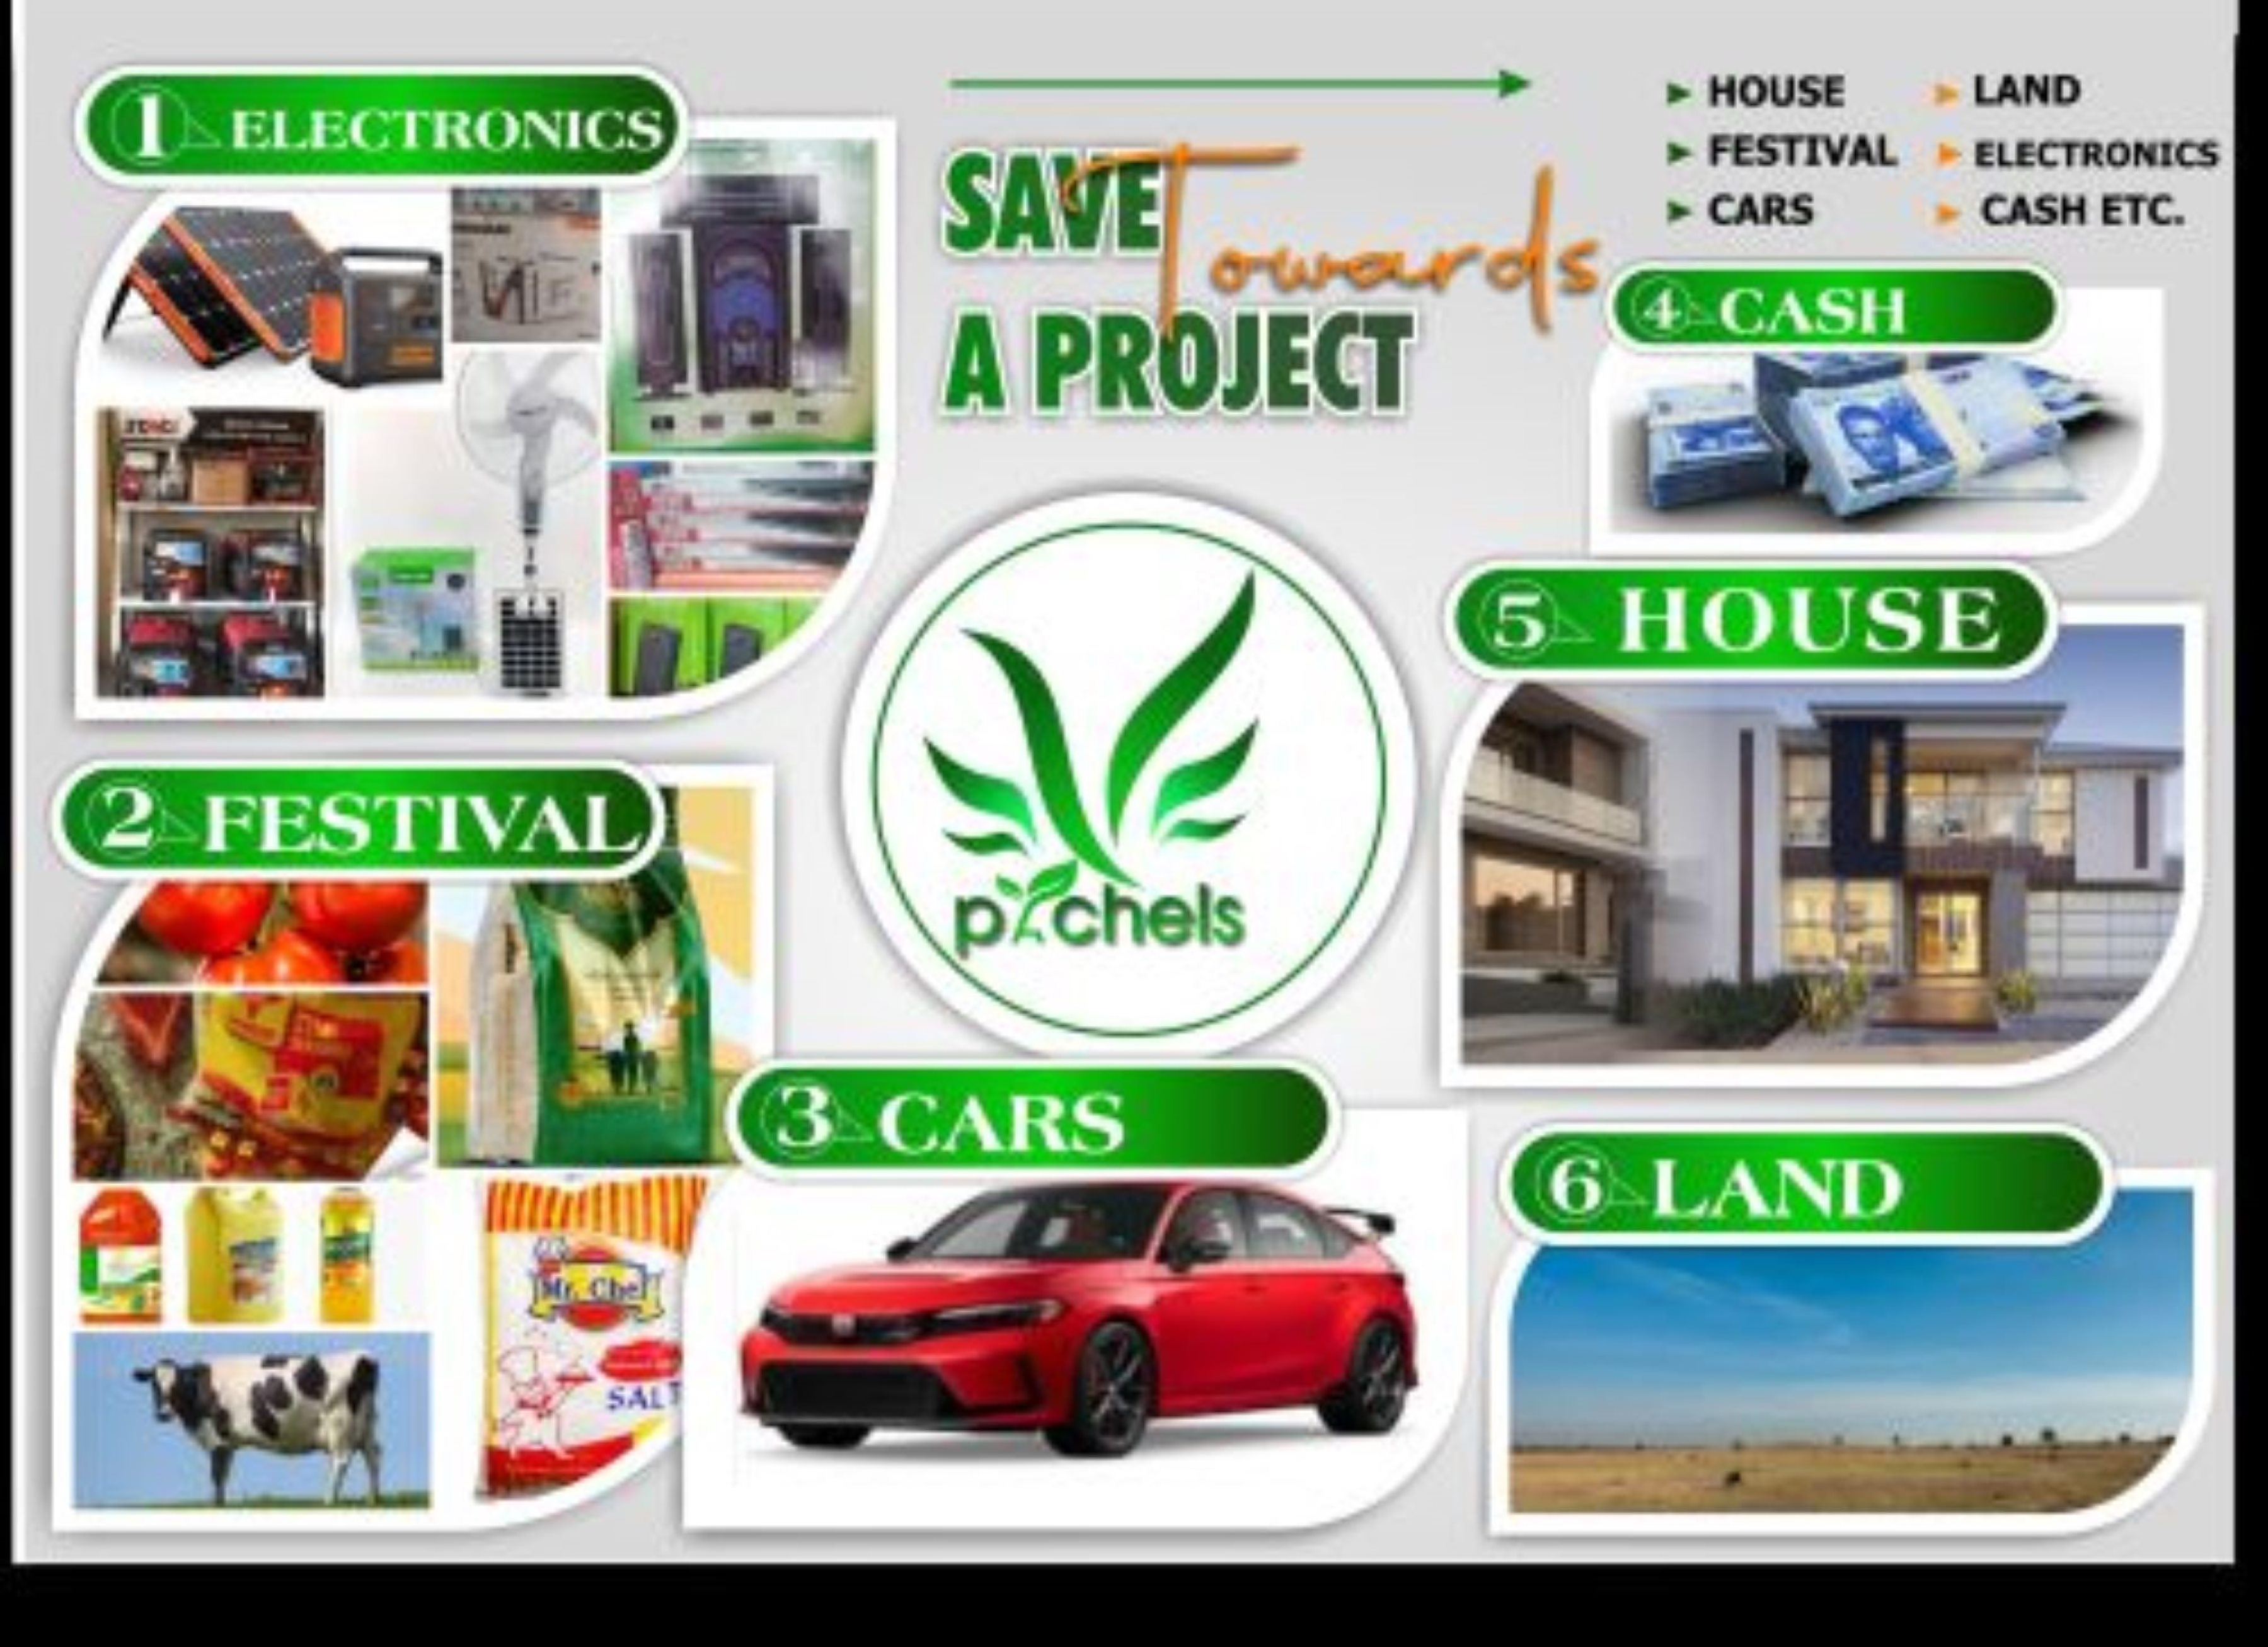 1 ELECTRONICS
SAVE Towards
A PROJECT
HOUSE
FESTIVAL
CARS
LAND
ELECTRONICS
CASH ETC.
4 CASH
5 HOUSE
2 FESTIVAL
3 CARS
Mr. Chef
SALT
6 LAND